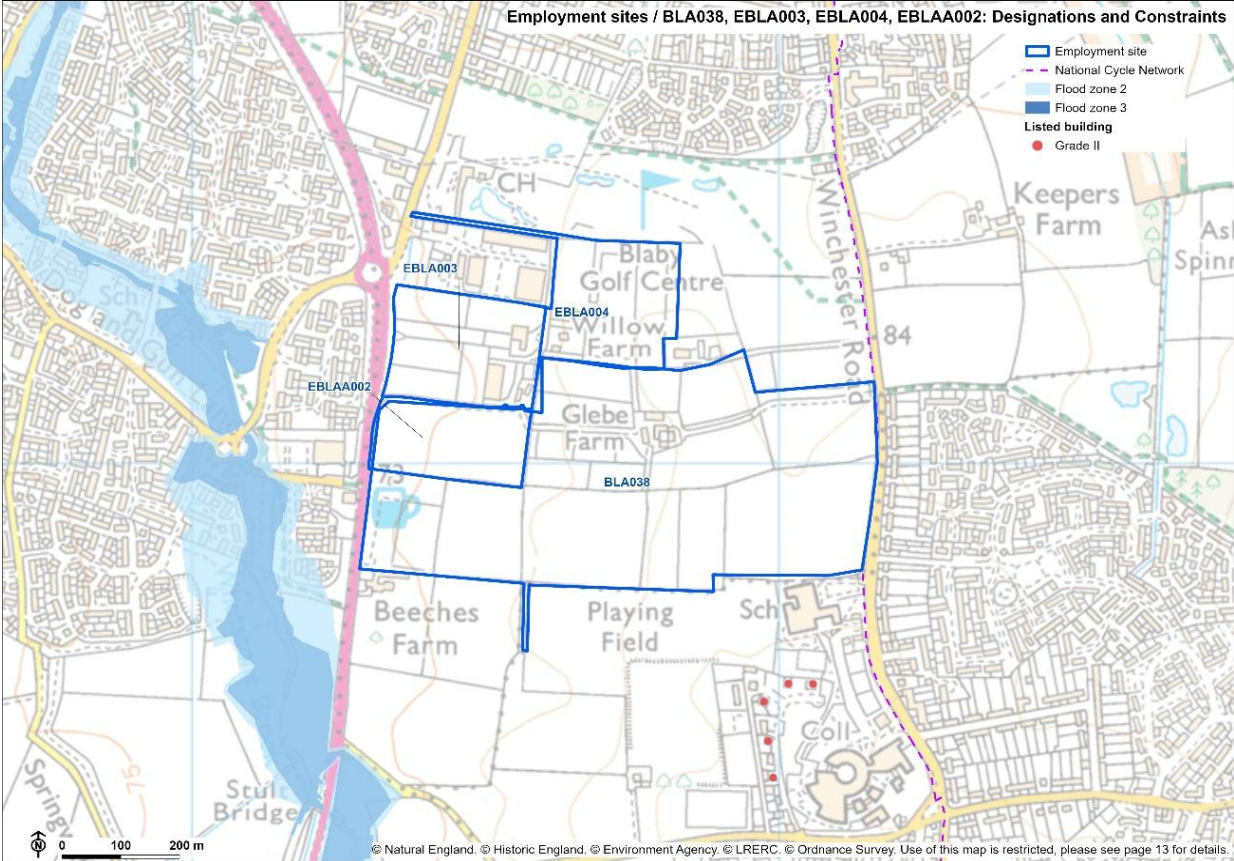 Employment sites / BLA038, EBLA003, EBLA004, EBLAA002: Designations and Constraints
Employment site
National Cycle Network
Flood zone 2
Flood zone 3
Listed building
Grade II
CH
Keepers
Farm
Winchester Road
Blaby
Golf Centre
EBLA003
EBLA004
Willow
Farm
84
EBLAA002
Glebe
Farm
73
BLA038
Beeches
Farm
Playing
Field
Sch
Coll
75
Bridge
N
0 100 200 m
© Natural England. © Historic England. © Environment Agency. © LRERC. © Ordnance Survey. Use of this map is restricted, please see page 13 for details.